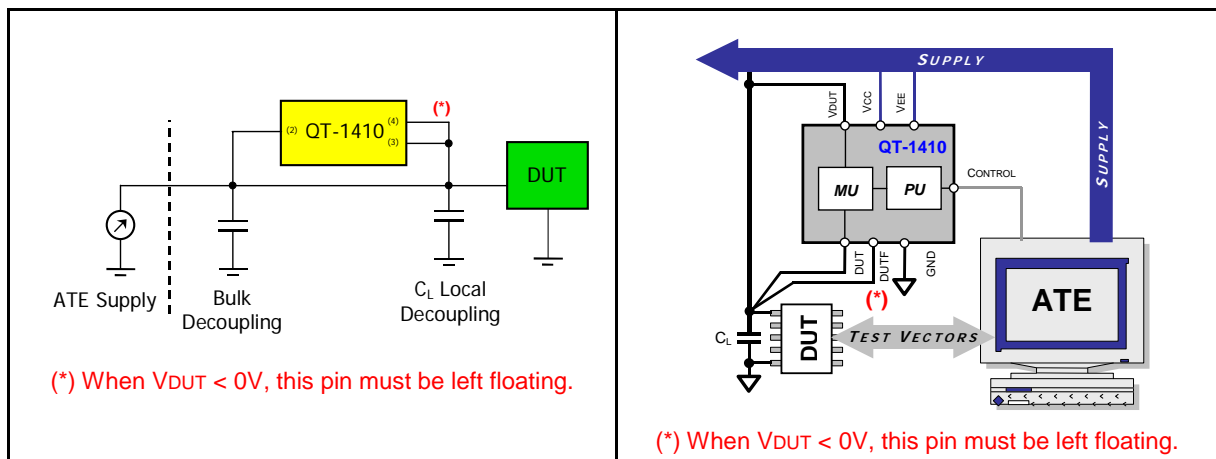 (*)
(4)
(2) QT-1410
(3)
DUT
ATE Supply
Bulk
Decoupling
CL Local
Decoupling
(*) When VDUT < 0V, this pin must be left floating.
SUPPLY
SUPPLY
VDUT
VCC
VEE
QT-1410
MU
PU
CONTROL
DUT
DUTF
GND
(*)
ATE
CL
DUT
TEST VECTORS
(*) When VDUT < 0V, this pin must be left floating.